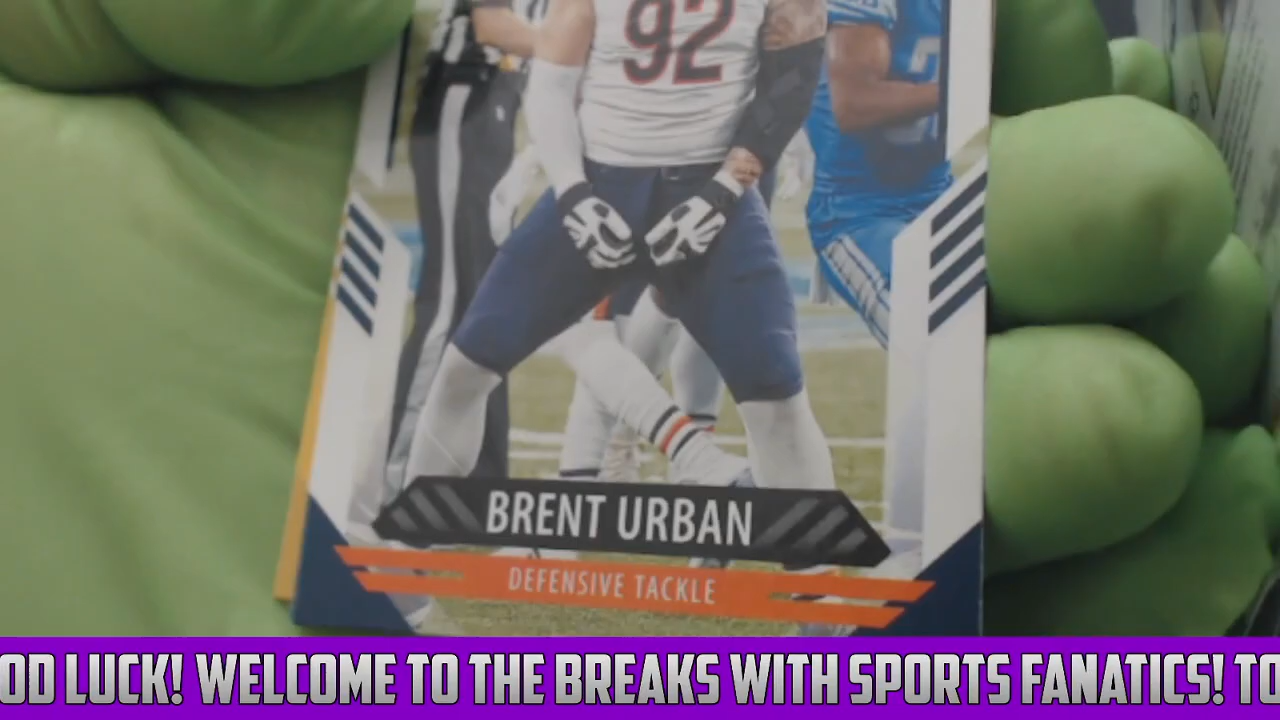 92
BRENT URBAN
DEFENSIVE TACKLE
OD LUCK! WELCOME TO THE BREAKS WITH SPORTS FANATICS! TO